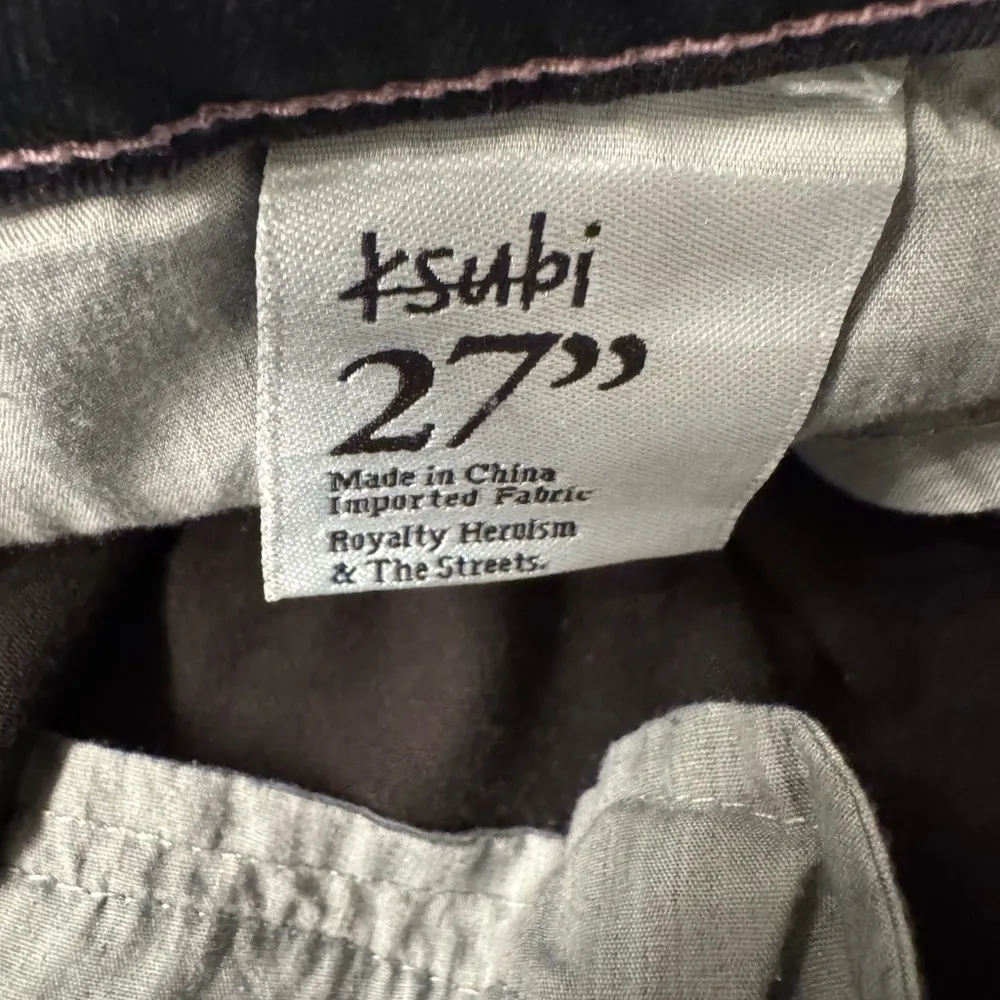 ksubi
27”
Made in China
Imported Fabric
Royalty Heroism
& The Streets.